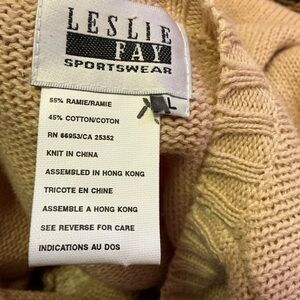 LESLIE
FAY
SPORTSWEAR
55% RAMIE/RAMIE
45% COTTON/COTON
RN 66953/CA 25352
KNIT IN CHINA
ASSEMBLED IN HONG KONG
TRICOTE EN CHINE
ASSEMBLE A HONG KONG
SEE REVERSE FOR CARE
INDICATIONS AU DOS